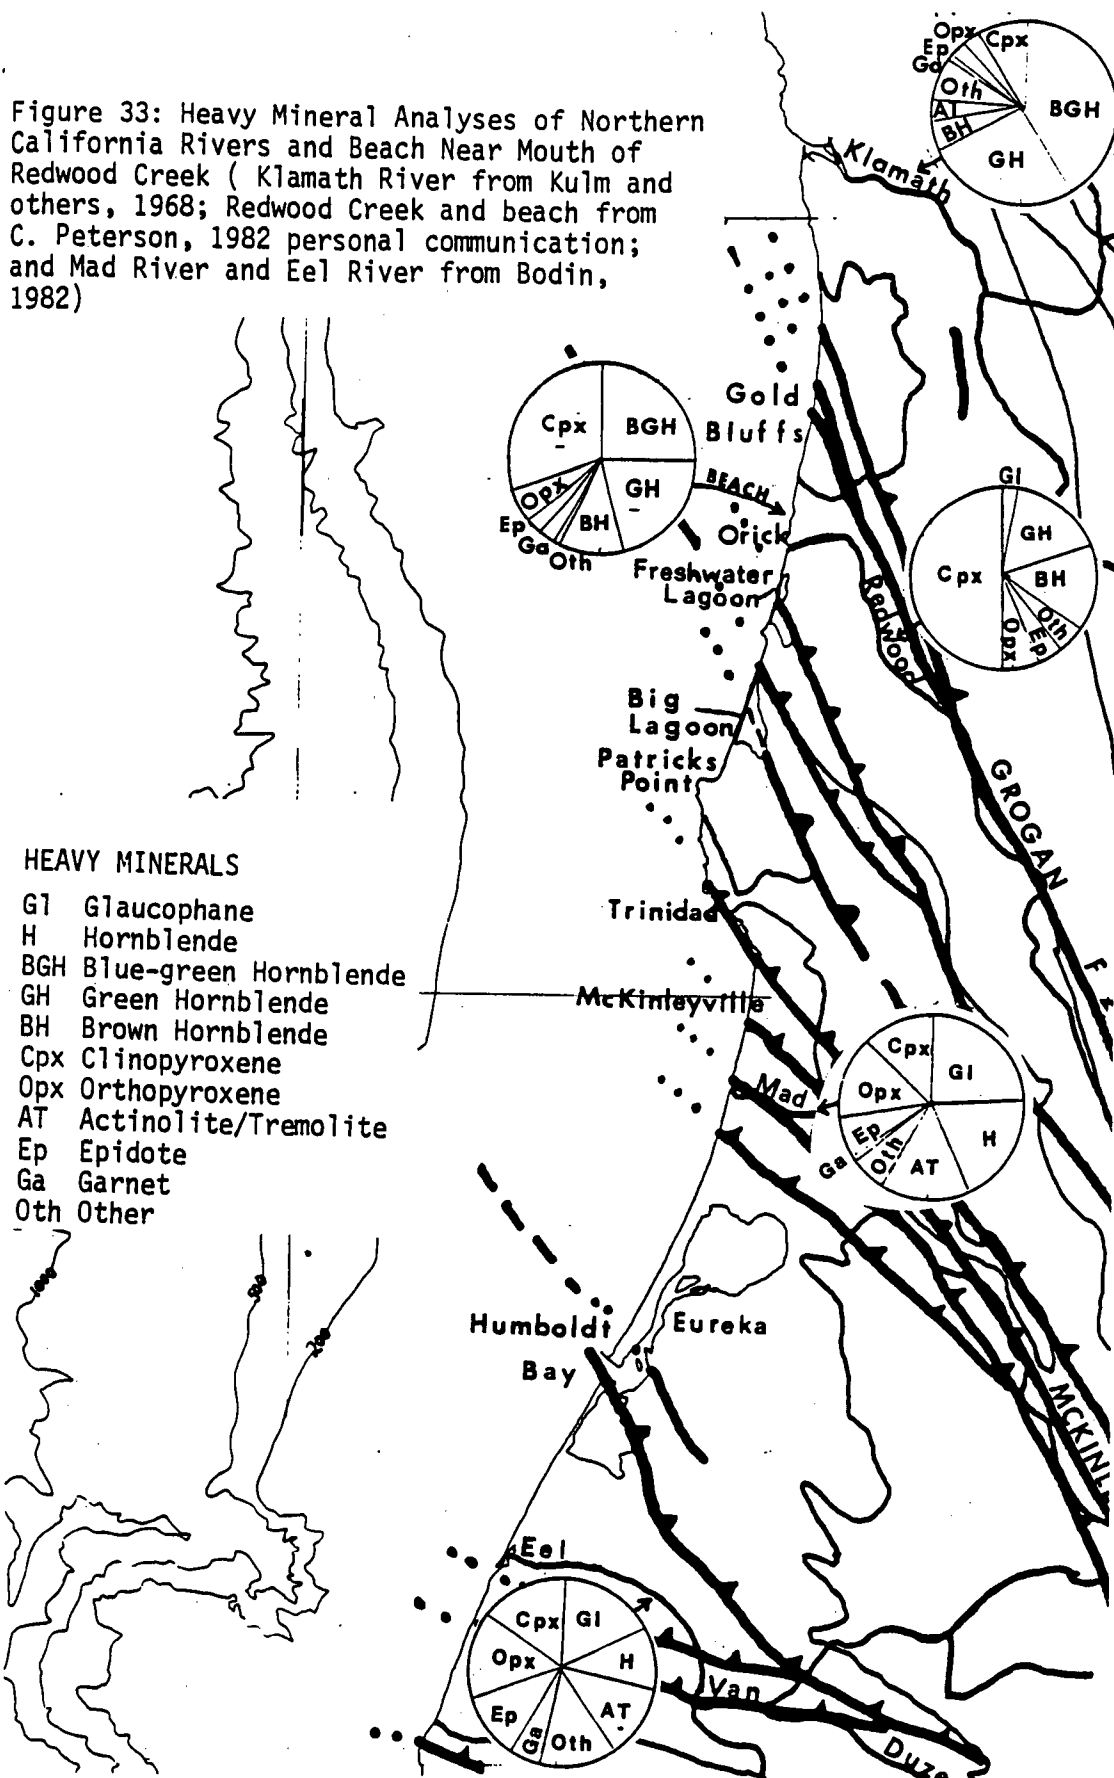 Figure 33: Heavy Mineral Analyses of Northern
California Rivers and Beach Near Mouth of
Redwood Creek ( Klamath River from Kulm and
others, 1968; Redwood Creek and beach from
C. Peterson, 1982 personal communication;
and Mad River and Eel River from Bodin,
1982)
Opx
Cpx
Ep
Ga
Oth
AT
BH
GH
BGH
Klamath
Gold
Bluffs
Cpx
BGH
GH
BH
Opx
Ep
Ga
Oth
BEACH
Orick
Freshwater
Lagoon
Gl
GH
BH
Cpx
Oth
Ep
Opx
Redwood
Big
Lagoon
Patricks
Point
GROGAN
F
Trinidad
McKinleyville
HEAVY MINERALS
Gl Glaucophane
H Hornblende
BGH Blue-green Hornblende
GH Green Hornblende
BH Brown Hornblende
Cpx Clinopyroxene
Opx Orthopyroxene
AT Actinolite/Tremolite
Ep Epidote
Ga Garnet
Oth Other
Mad
Cpx
Gl
Opx
H
Ep
Ga
Oth
AT
1000
500
200
Humboldt
Bay
Eureka
MCKINL
Eel
Cpx
Gl
Opx
H
Ep
Ga
Oth
AT
Van
Duze